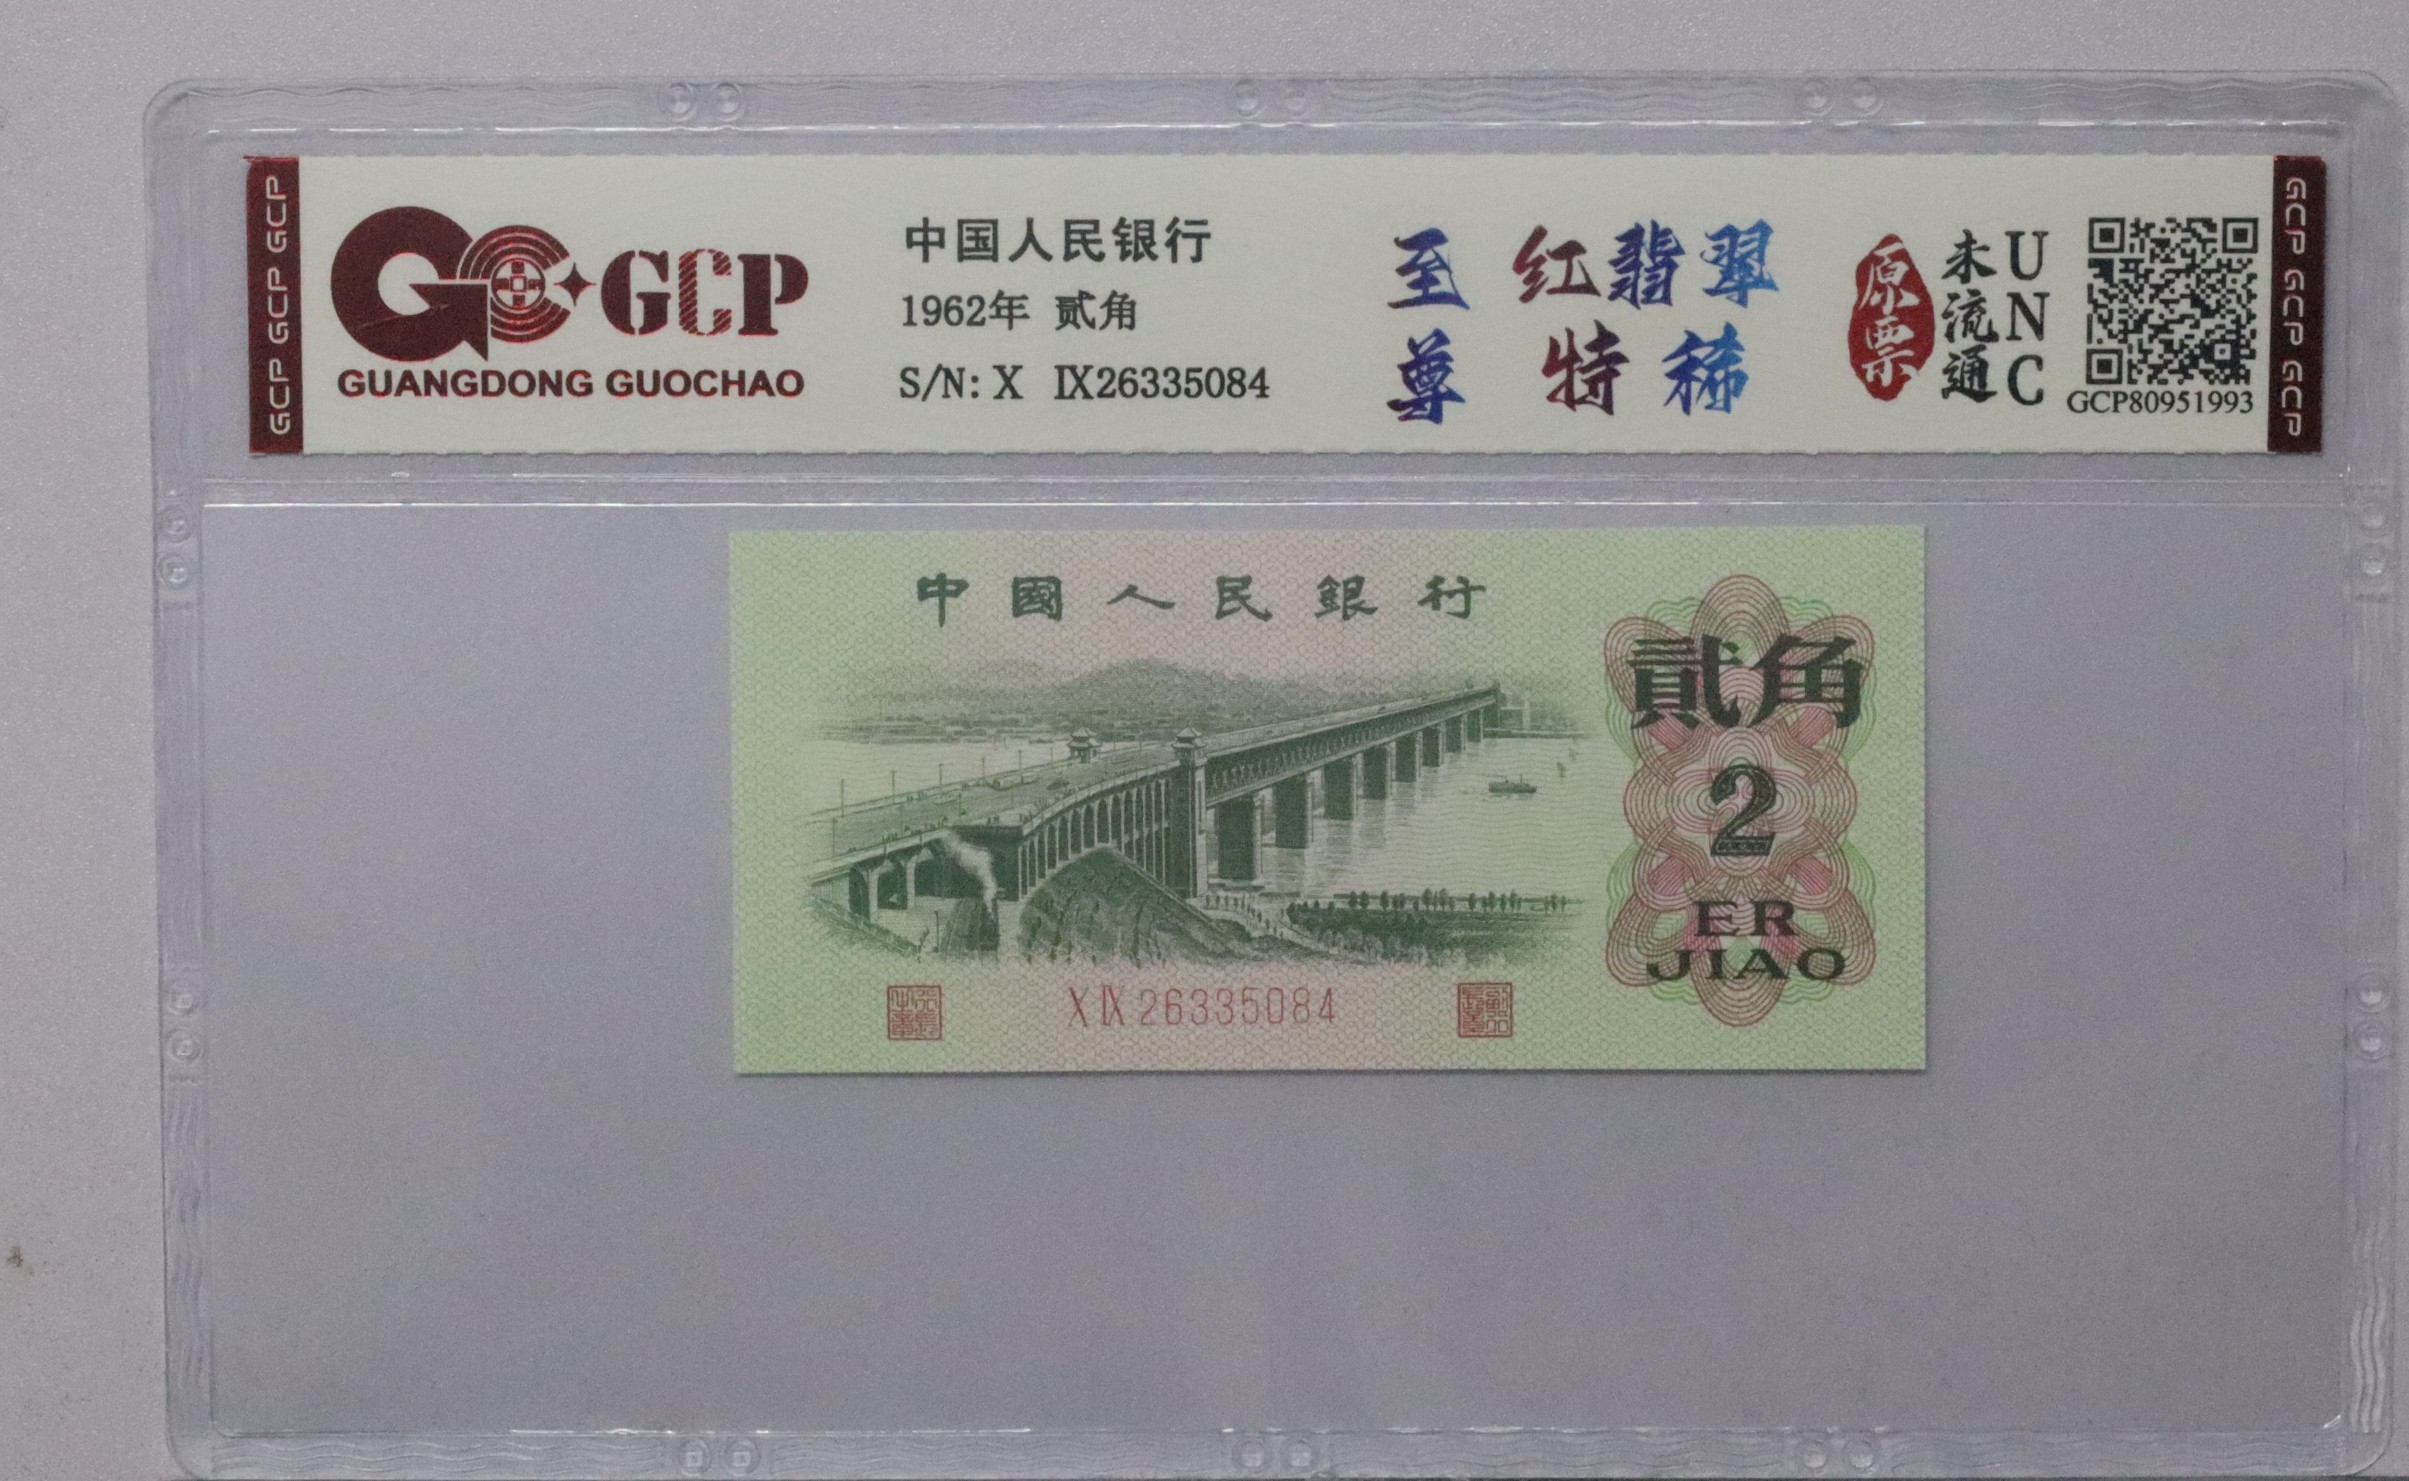 GCP GCP GCP
GCP
GUANGDONG GUOCHAO
中国人民银行
1962年 贰角
S/N: X Ⅸ26335084
至尊
红翡翠
特稀
原票
未流通
UNC
GCP80951993
GCP GCP GCP
中國人民銀行
貳角
2
ER
JIAO
ⅩⅨ26335084